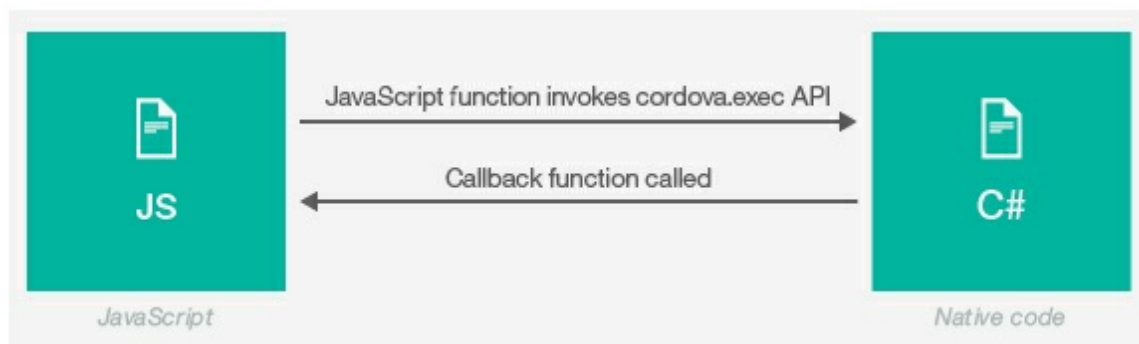 JavaScript function invokes cordova.exec API
Callback function called
JS
C#
JavaScript
Native code